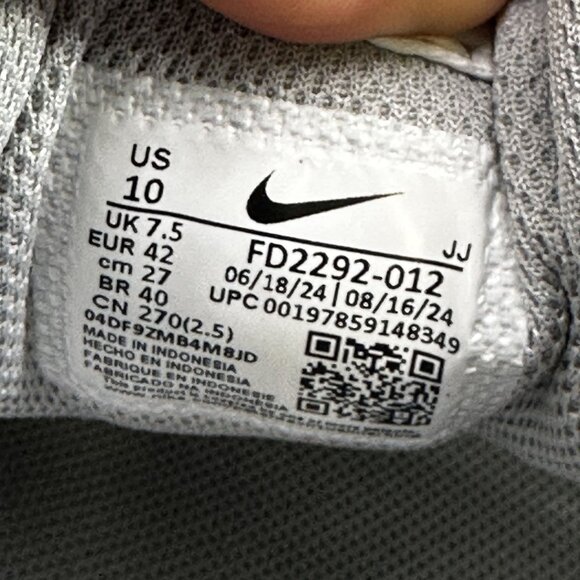 US
10
JJ
UK 7.5
EUR 42
cm 27
BR 40
CN 270(2.5)
FD2292-012
06/18/24|08/16/24
UPC 00197859148349
04DF9ZMB4M8JD
MADE IN INDONESIA
HECHO EN INDONESIA
FABRIQUE EN INDONESIE
FABRICADO EN INDONESIA